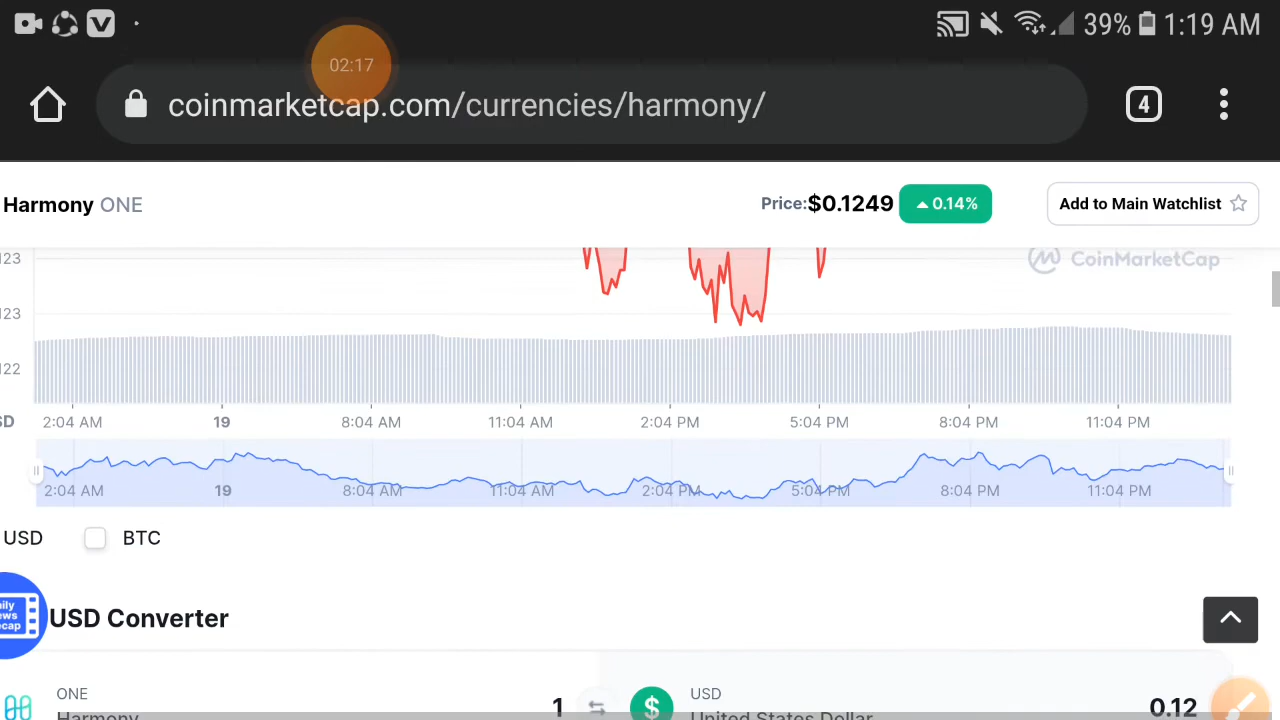 V 39% 1:19 AM
02:17
coinmarketcap.com/currencies/harmony/
4
Harmony ONE Price:$0.1249 0.14% Add to Main Watchlist
CoinMarketCap
123
123
122
2:04 AM 19 8:04 AM 11:04 AM 2:04 PM 5:04 PM 8:04 PM 11:04 PM
2:04 AM 19 8:04 AM 11:04 AM 2:04 PM 5:04 PM 8:04 PM 11:04 PM
USD BTC
USD Converter
ONE
Harmony
1
$
USD
United States Dollar
0.12